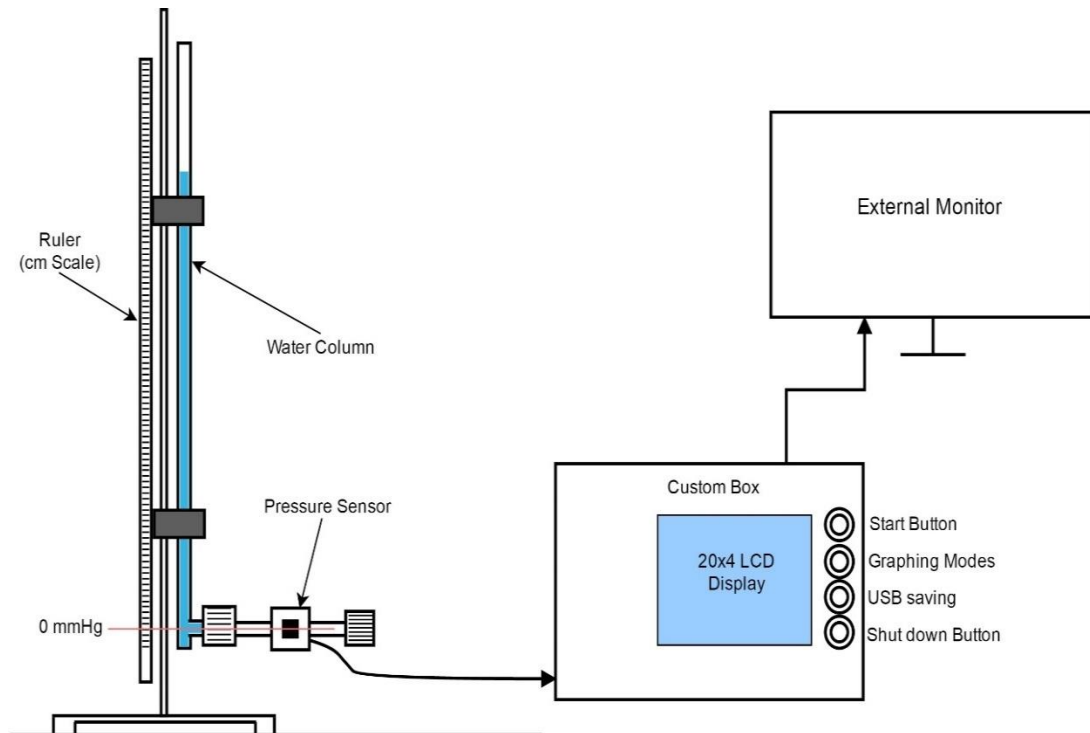 Ruler
(cm Scale)
Water Column
Pressure Sensor
0 mmHg
External Monitor
Custom Box
20x4 LCD
Display
Start Button
Graphing Modes
USB saving
Shut down Button